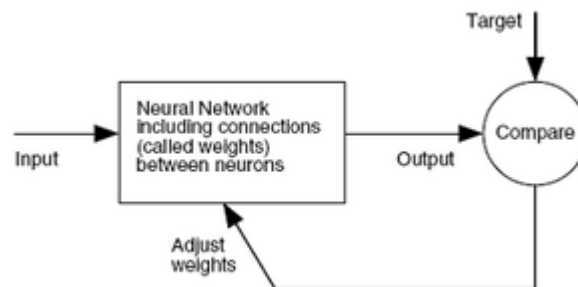 Target
Neural Network
including connections
(called weights)
between neurons
Compare
Input
Output
Adjust
weights